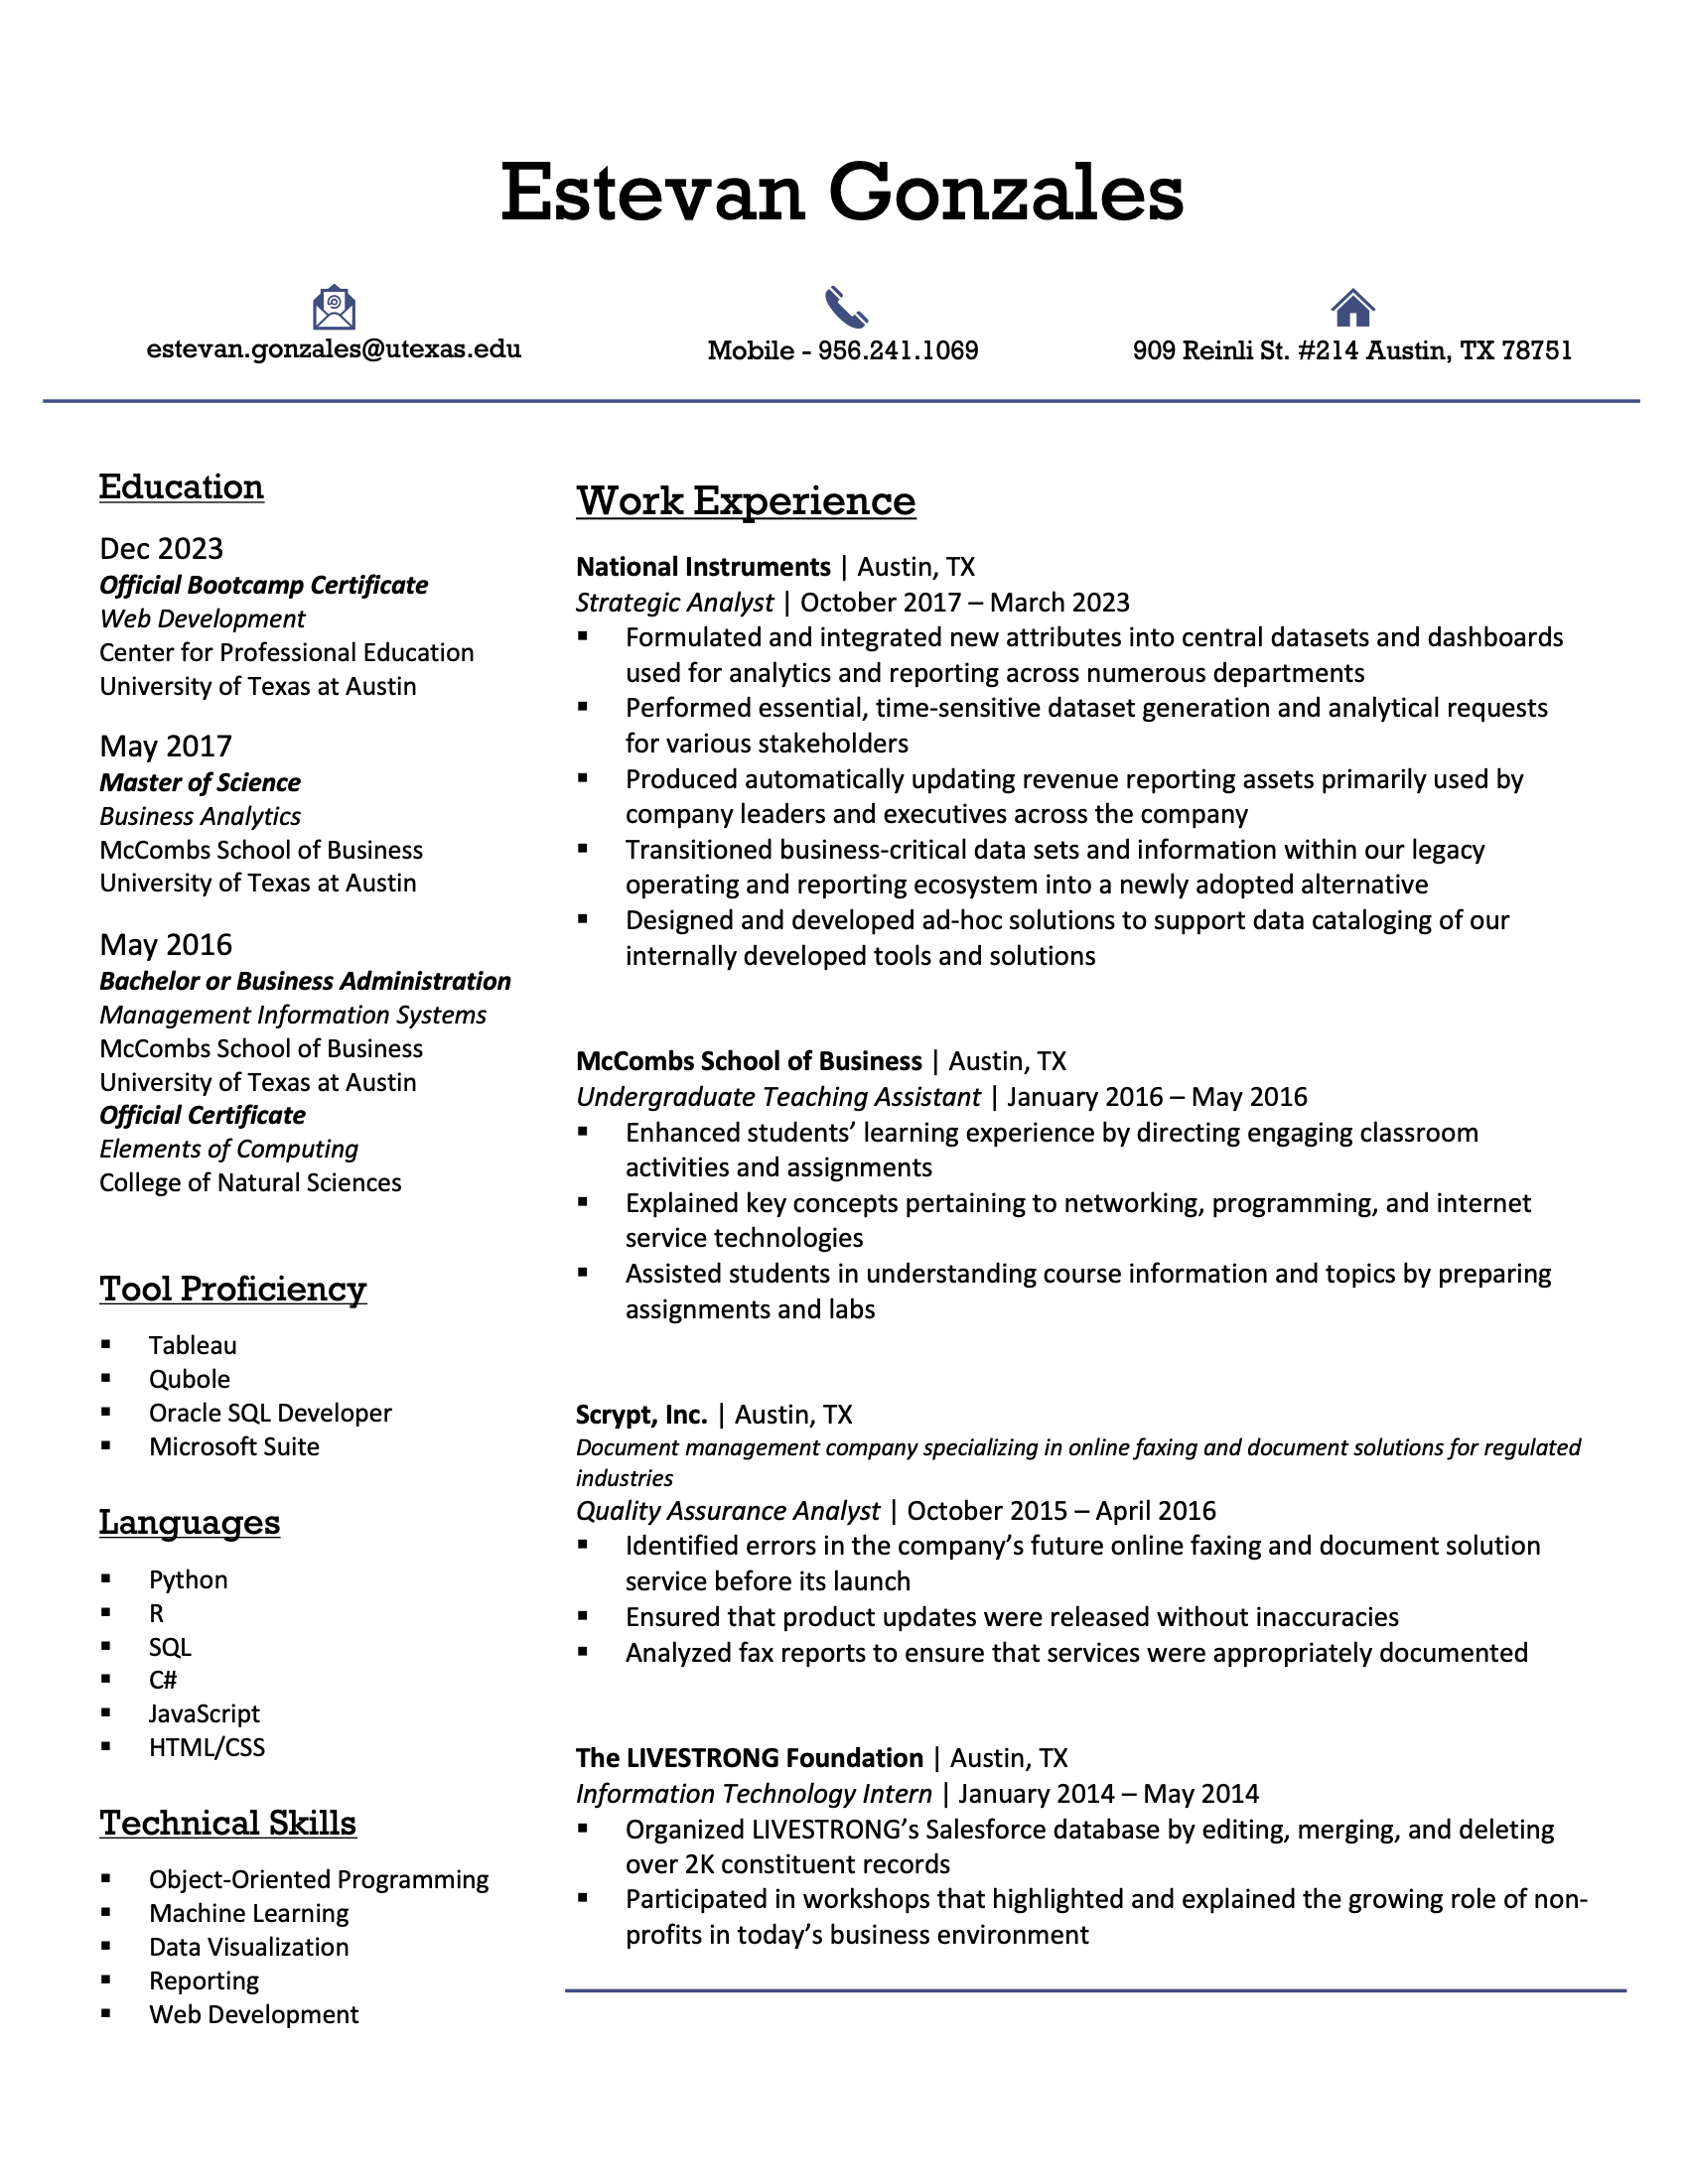 Estevan Gonzales
estevan.gonzales@utexas.edu
Mobile - 956.241.1069
909 Reinli St. #214 Austin, TX 78751
Education
Dec 2023
Official Bootcamp Certificate
Web Development
Center for Professional Education
University of Texas at Austin
May 2017
Master of Science
Business Analytics
McCombs School of Business
University of Texas at Austin
May 2016
Bachelor or Business Administration
Management Information Systems
McCombs School of Business
University of Texas at Austin
Official Certificate
Elements of Computing
College of Natural Sciences
Tool Proficiency
▪ Tableau
▪ Qubole
▪ Oracle SQL Developer
▪ Microsoft Suite
Languages
▪ Python
▪ R
▪ SQL
▪ C#
▪ JavaScript
▪ HTML/CSS
Technical Skills
▪ Object-Oriented Programming
▪ Machine Learning
▪ Data Visualization
▪ Reporting
▪ Web Development
Work Experience
National Instruments | Austin, TX
Strategic Analyst | October 2017 – March 2023
▪ Formulated and integrated new attributes into central datasets and dashboards
used for analytics and reporting across numerous departments
▪ Performed essential, time-sensitive dataset generation and analytical requests
for various stakeholders
▪ Produced automatically updating revenue reporting assets primarily used by
company leaders and executives across the company
▪ Transitioned business-critical data sets and information within our legacy
operating and reporting ecosystem into a newly adopted alternative
▪ Designed and developed ad-hoc solutions to support data cataloging of our
internally developed tools and solutions
McCombs School of Business | Austin, TX
Undergraduate Teaching Assistant | January 2016 – May 2016
▪ Enhanced students’ learning experience by directing engaging classroom
activities and assignments
▪ Explained key concepts pertaining to networking, programming, and internet
service technologies
▪ Assisted students in understanding course information and topics by preparing
assignments and labs
Scrypt, Inc. | Austin, TX
Document management company specializing in online faxing and document solutions for regulated
industries
Quality Assurance Analyst | October 2015 – April 2016
▪ Identified errors in the company’s future online faxing and document solution
service before its launch
▪ Ensured that product updates were released without inaccuracies
▪ Analyzed fax reports to ensure that services were appropriately documented
The LIVESTRONG Foundation | Austin, TX
Information Technology Intern | January 2014 – May 2014
▪ Organized LIVESTRONG’s Salesforce database by editing, merging, and deleting
over 2K constituent records
▪ Participated in workshops that highlighted and explained the growing role of non-
profits in today’s business environment